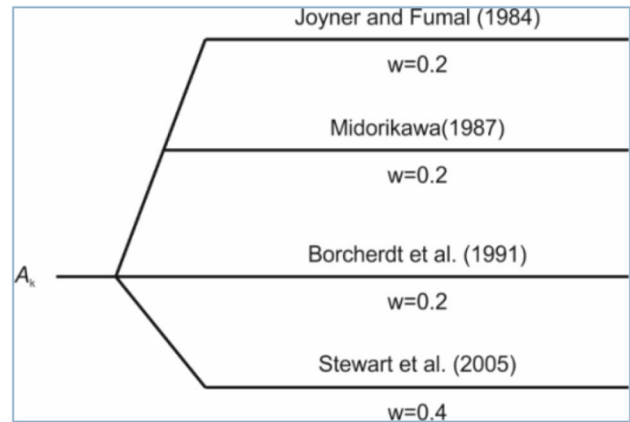 Joyner and Fumal (1984)
w=0.2
Midorikawa(1987)
w=0.2
Borcherdt et al. (1991)
Aₖ
w=0.2
Stewart et al. (2005)
w=0.4